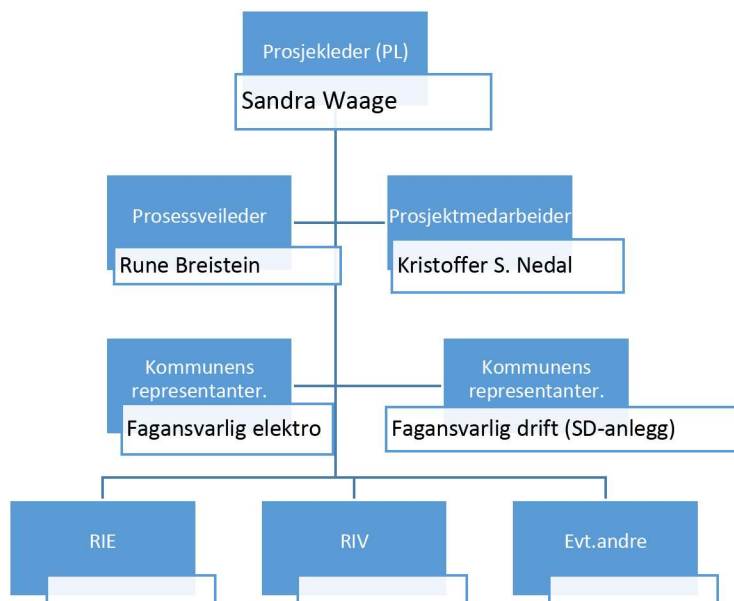 Prosjekleder (PL)
Sandra Waage
Prosessveileder
Rune Breistein
Prosjektmedarbeider
Kristoffer S. Nedal
Kommunens
representanter.
Fagansvarlig elektro
Kommunens
representanter.
Fagansvarlig drift (SD-anlegg)
RIE
RIV
Evt.andre